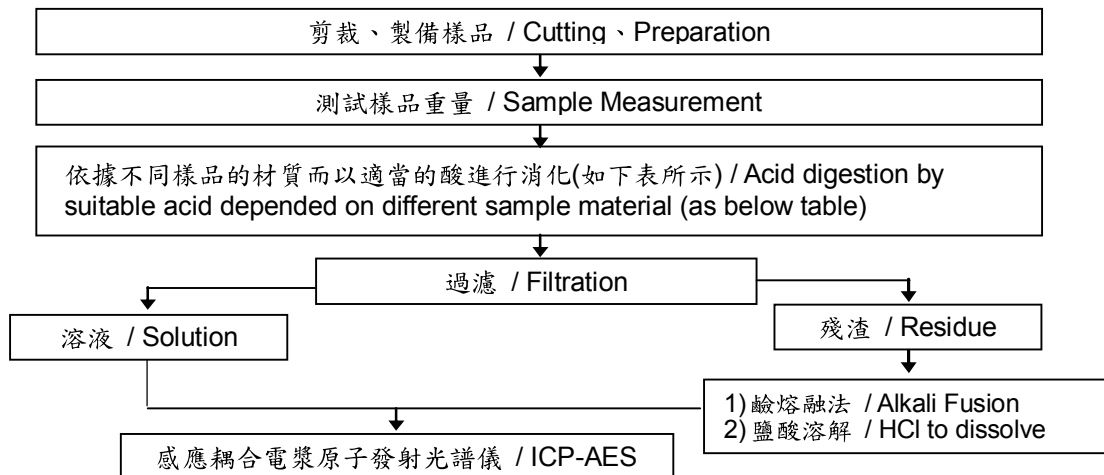 剪裁、製備樣品 / Cutting、Preparation
測試樣品重量 / Sample Measurement
依據不同樣品的材質而以適當的酸進行消化(如下表所示) / Acid digestion by
suitable acid depended on different sample material (as below table)
過濾 / Filtration
溶液 / Solution
殘渣 / Residue
1) 鹼熔融法 / Alkali Fusion
2) 鹽酸溶解 / HCl to dissolve
感應耦合電漿原子發射光譜儀 / ICP-AES